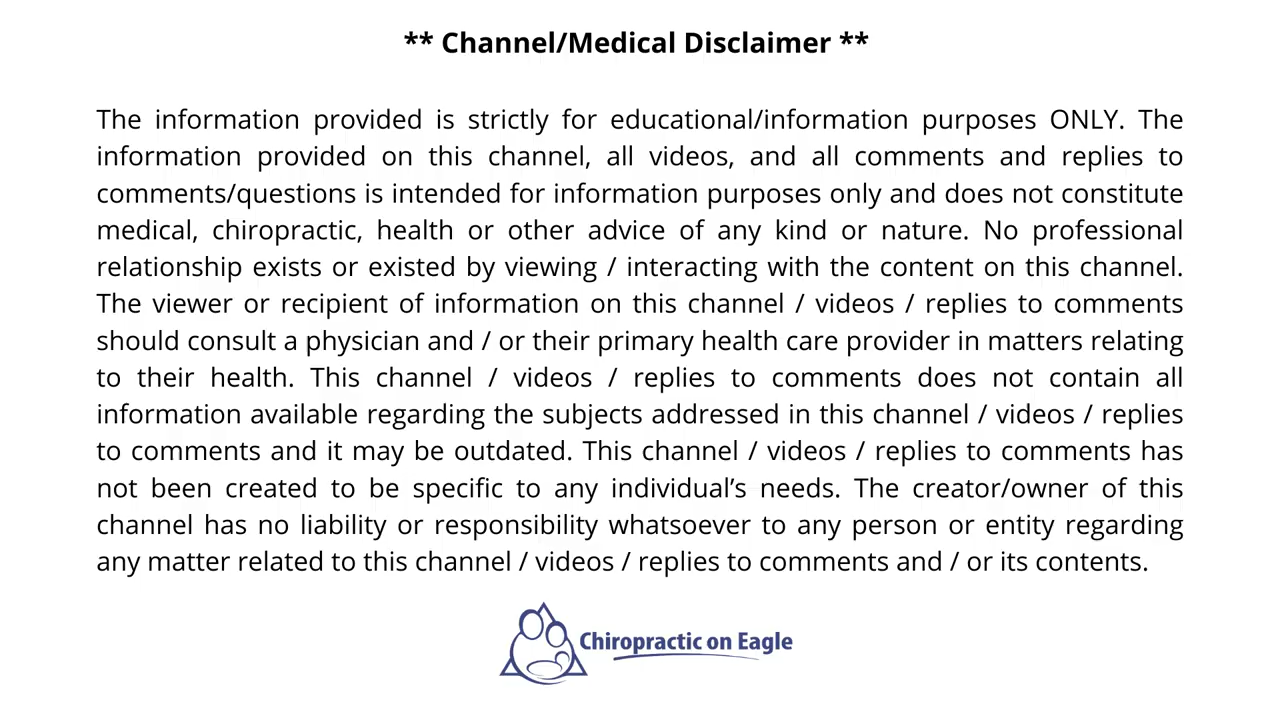 ** Channel/Medical Disclaimer **
The information provided is strictly for educational/information purposes ONLY. The
information provided on this channel, all videos, and all comments and replies to
comments/questions is intended for information purposes only and does not constitute
medical, chiropractic, health or other advice of any kind or nature. No professional
relationship exists or existed by viewing / interacting with the content on this channel.
The viewer or recipient of information on this channel / videos / replies to comments
should consult a physician and / or their primary health care provider in matters relating
to their health. This channel / videos / replies to comments does not contain all
information available regarding the subjects addressed in this channel / videos / replies
to comments and it may be outdated. This channel / videos / replies to comments has
not been created to be specific to any individual’s needs. The creator/owner of this
channel has no liability or responsibility whatsoever to any person or entity regarding
any matter related to this channel / videos / replies to comments and / or its contents.
Chiropractic on Eagle